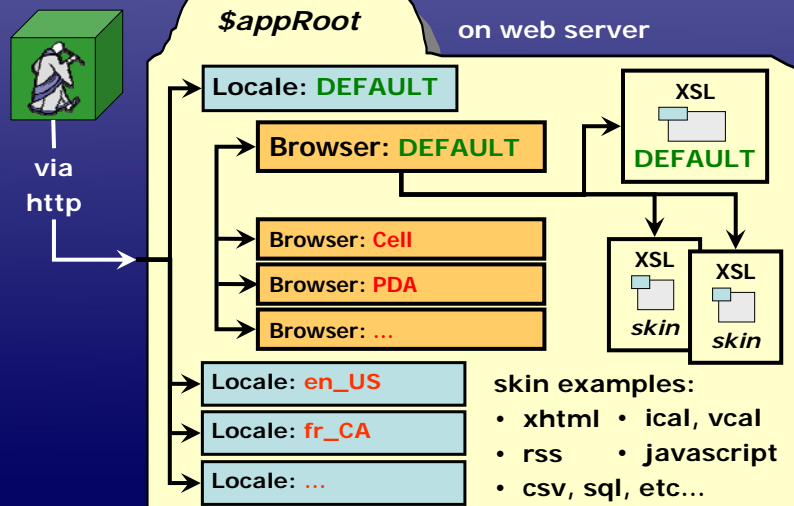 $appRoot
on web server
via
http
Locale: DEFAULT
Browser: DEFAULT
Browser: Cell
Browser: PDA
Browser: ...
Locale: en_US
Locale: fr_CA
Locale: ...
XSL
DEFAULT
XSL
skin
XSL
skin
skin examples:
• xhtml • ical, vcal
• rss • javascript
• csv, sql, etc...